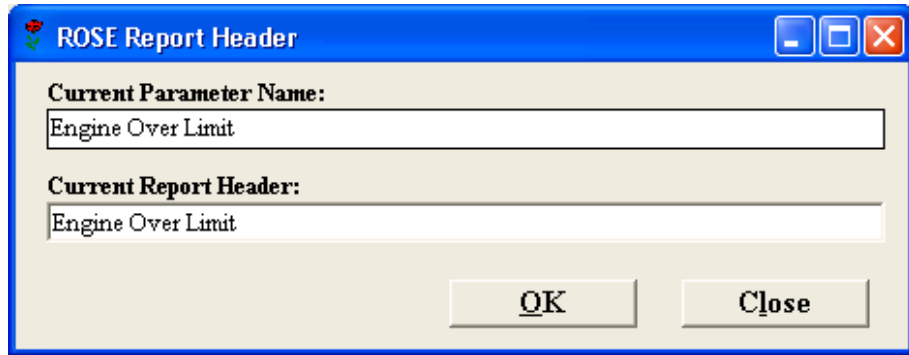 ROSE Report Header
Current Parameter Name:
Engine Over Limit
Current Report Header:
Engine Over Limit
OK Close